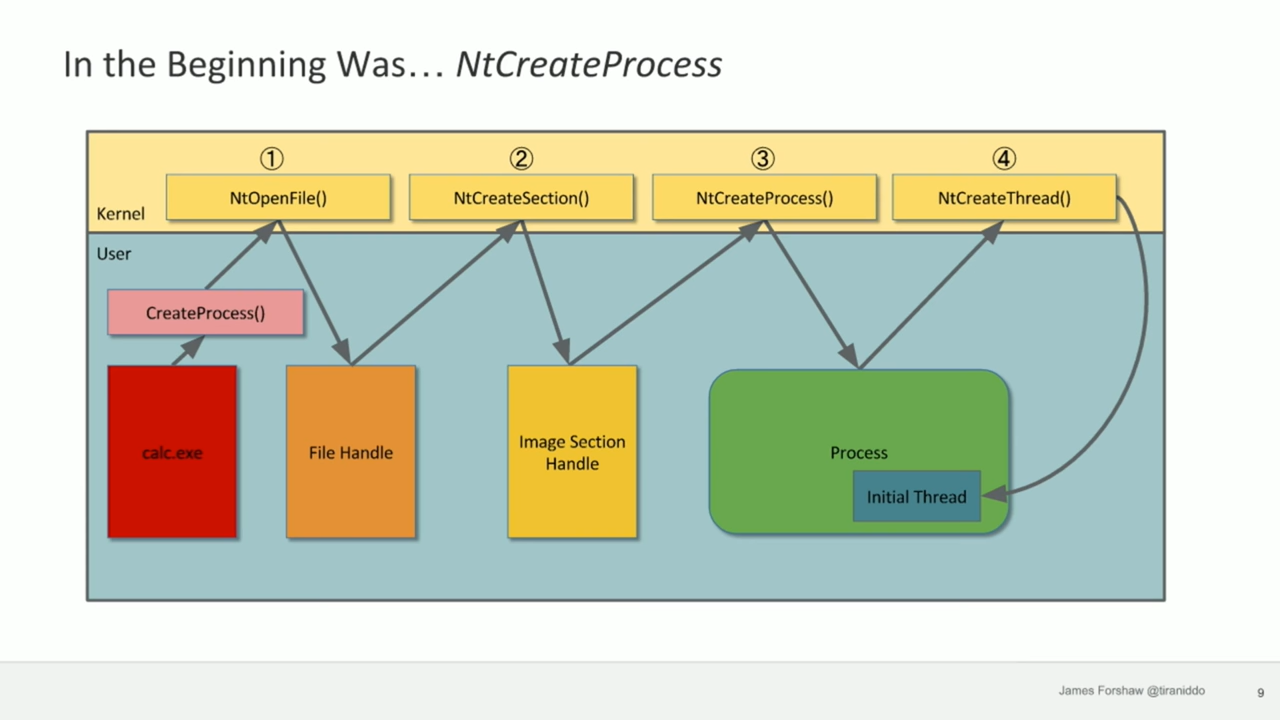 In the Beginning Was… NtCreateProcess
①
②
③
④
NtOpenFile()
NtCreateSection()
NtCreateProcess()
NtCreateThread()
Kernel
User
CreateProcess()
calc.exe
File Handle
Image Section
Handle
Process
Initial Thread
James Forshaw @tiraniddo
9